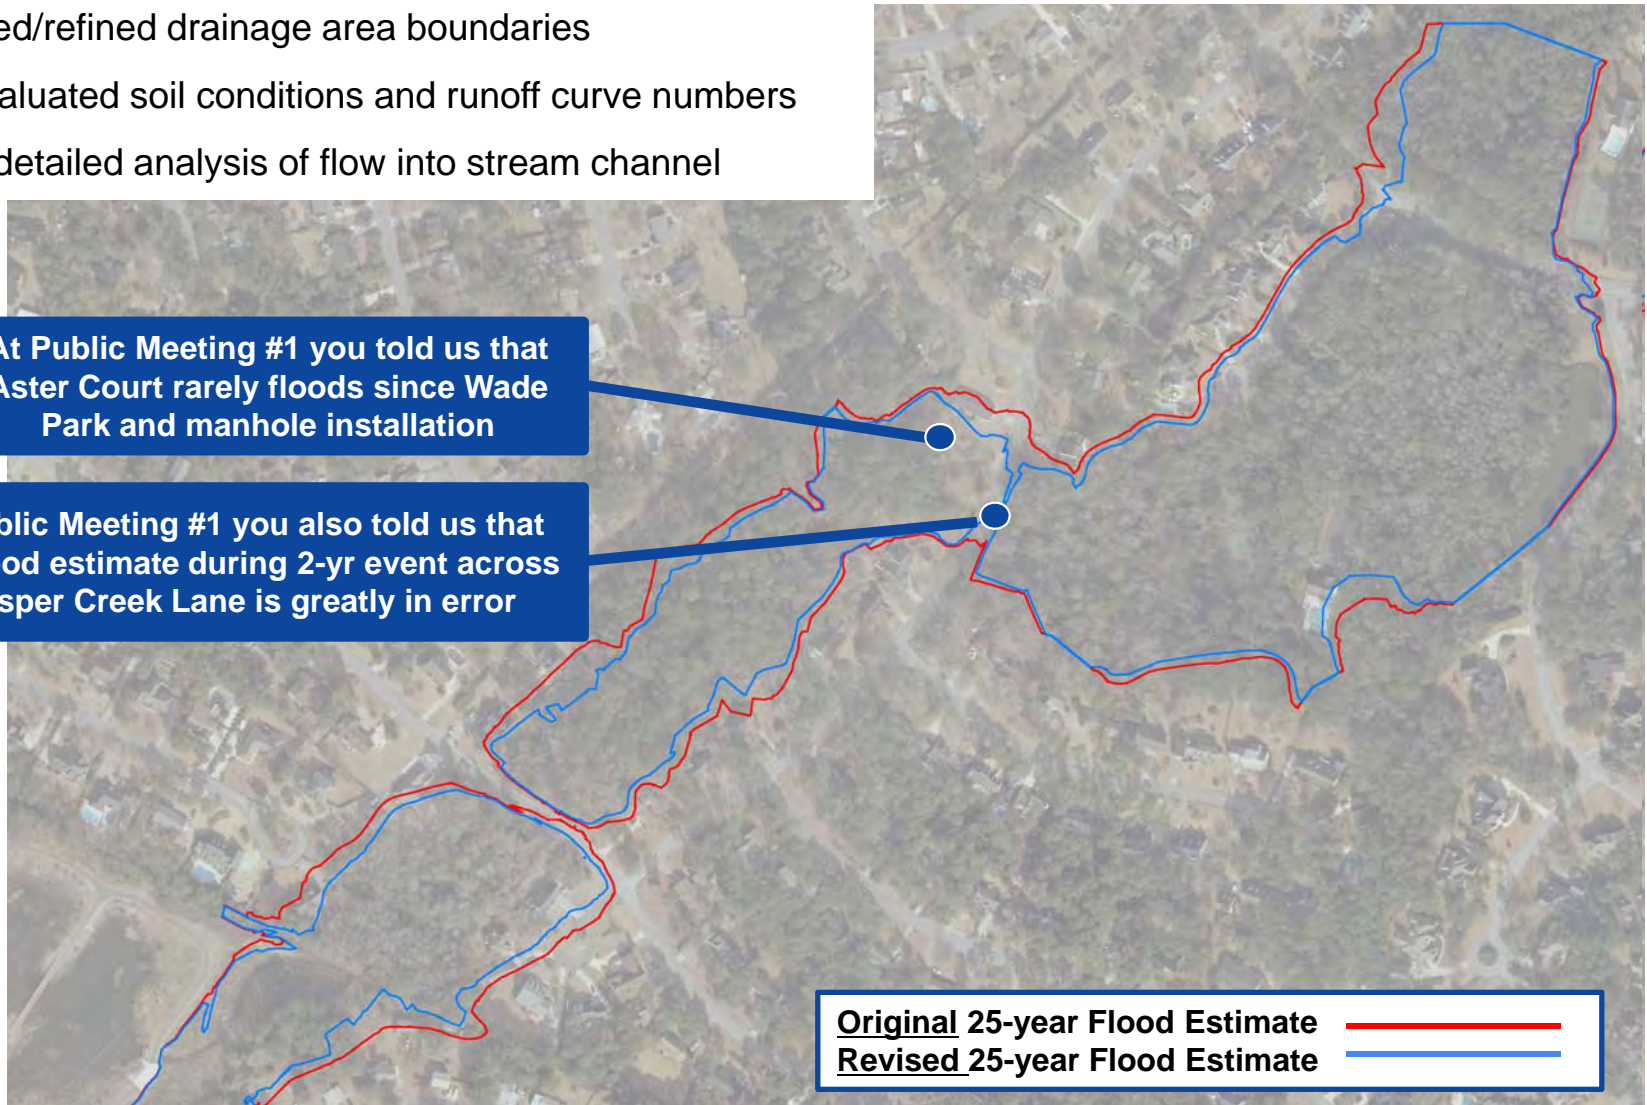 ed/refined drainage area boundaries
aluated soil conditions and runoff curve numbers
detailed analysis of flow into stream channel
At Public Meeting #1 you told us that
Aster Court rarely floods since Wade
Park and manhole installation
blic Meeting #1 you also told us that
ood estimate during 2-yr event across
sper Creek Lane is greatly in error
Original 25-year Flood Estimate
Revised 25-year Flood Estimate